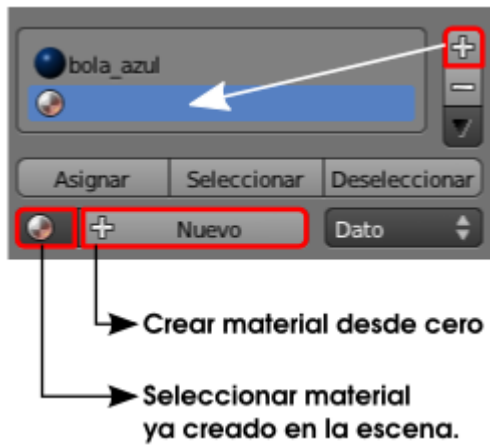 bola_azul
Asignar Seleccionar Deseleccionar
Nuevo Dato
Crear material desde cero
Seleccionar material
ya creado en la escena.